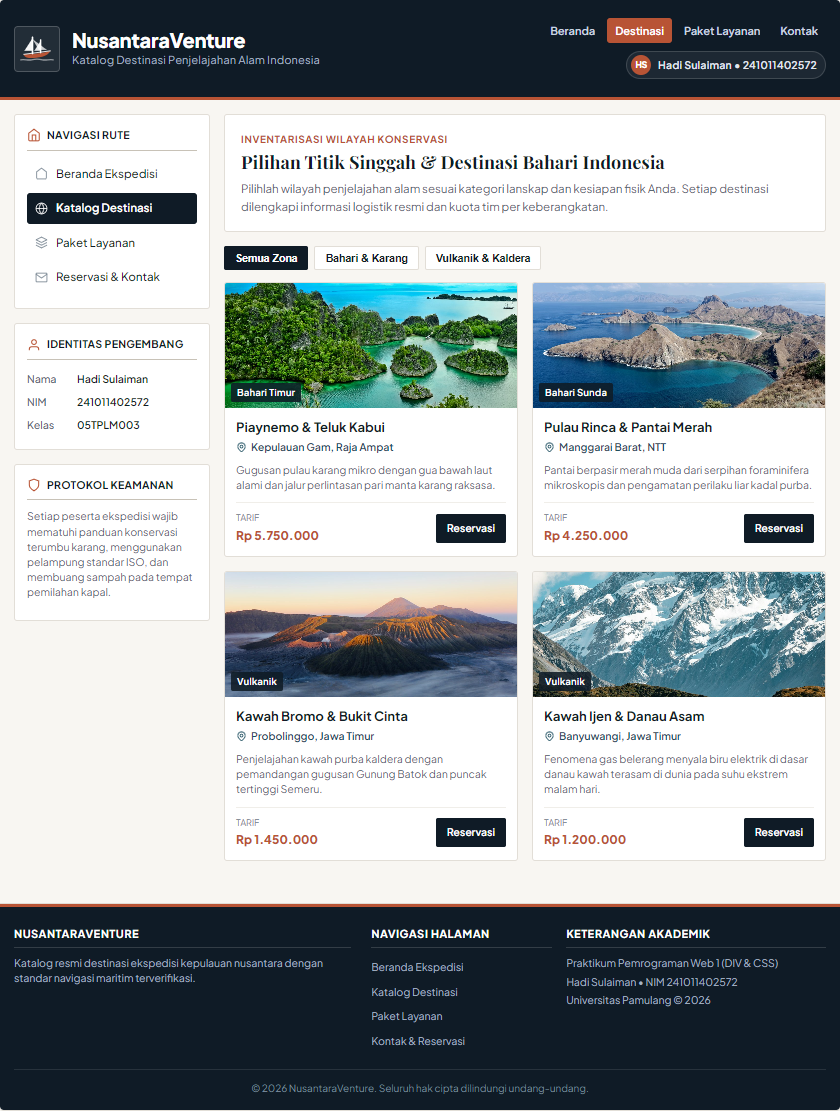 NusantaraVenture
Katalog Destinasi Penjelajahan Alam Indonesia
Beranda
Destinasi
Paket Layanan
Kontak
HS
Hadi Sulaiman • 241011402572
NAVIGASI RUTE
Beranda Ekspedisi
Katalog Destinasi
Paket Layanan
Reservasi & Kontak
IDENTITAS PENGEMBANG
Nama Hadi Sulaiman
NIM 241011402572
Kelas 05TPLM003
PROTOKOL KEAMANAN
Setiap peserta ekspedisi wajib
mematuhi panduan konservasi
terumbu karang, menggunakan
pelampung standar ISO, dan
membuang sampah pada tempat
pemilahan kapal.
INVENTARISASI WILAYAH KONSERVASI
Pilihan Titik Singgah & Destinasi Bahari Indonesia
Pilihlah wilayah penjelajahan alam sesuai kategori lanskap dan kesiapan fisik Anda. Setiap destinasi
dilengkapi informasi logistik resmi dan kuota tim per keberangkatan.
Semua Zona
Bahari & Karang
Vulkanik & Kaldera
Bahari Timur
Piaynemo & Teluk Kabui
Kepulauan Gam, Raja Ampat
Gugusan pulau karang mikro dengan gua bawah laut
alami dan jalur perlintasan pari manta karang raksasa.
TARIF
Rp 5.750.000
Reservasi
Bahari Sunda
Pulau Rinca & Pantai Merah
Manggarai Barat, NTT
Pantai berpasir merah muda dari serpihan foraminifera
mikroskopis dan pengamatan perilaku liar kadal purba.
TARIF
Rp 4.250.000
Reservasi
Vulkanik
Kawah Bromo & Bukit Cinta
Probolinggo, Jawa Timur
Penjelajahan kawah purba kaldera dengan
pemandangan gugusan Gunung Batok dan puncak
tertinggi Semeru.
TARIF
Rp 1.450.000
Reservasi
Vulkanik
Kawah Ijen & Danau Asam
Banyuwangi, Jawa Timur
Fenomena gas belerang menyala biru elektrik di dasar
danau kawah terasam di dunia pada suhu ekstrem
malam hari.
TARIF
Rp 1.200.000
Reservasi
NUSANTARAVENTURE
Katalog resmi destinasi ekspedisi kepulauan nusantara dengan
standar navigasi maritim terverifikasi.
NAVIGASI HALAMAN
Beranda Ekspedisi
Katalog Destinasi
Paket Layanan
Kontak & Reservasi
KETERANGAN AKADEMIK
Praktikum Pemrograman Web 1 (DIV & CSS)
Hadi Sulaiman • NIM 241011402572
Universitas Pamulang © 2026
© 2026 NusantaraVenture. Seluruh hak cipta dilindungi undang-undang.